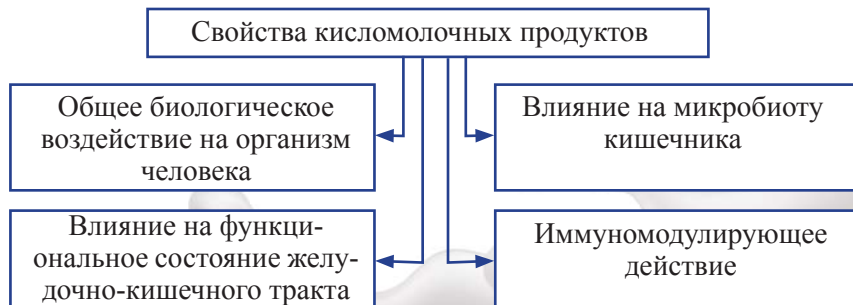 Свойства кисломолочных продуктов
Общее биологическое
воздействие на организм
человека
Влияние на микробиоту
кишечника
Влияние на функци-
ональное состояние желу-
дочно-кишечного тракта
Иммуномодулирующее
действие